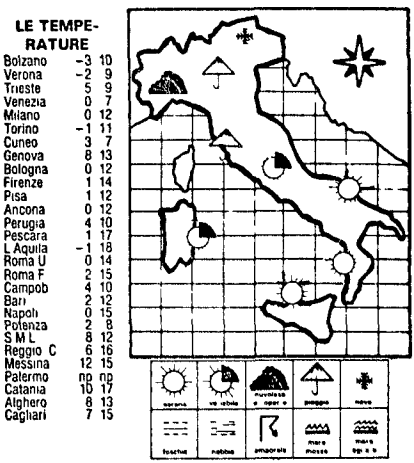 LE TEMPE-
RATURE
Bolzano -3 10
Verona -2 9
Trieste 5 9
Venezia 0 7
Milano 0 12
Torino -1 11
Cuneo 3 7
Genova 8 13
Bologna 0 12
Firenze 1 14
Pisa 1 12
Ancona 0 12
Perugia 4 10
Pescara 1 17
L Aquila -1 18
Roma U 0 14
Roma F 2 15
Campob 4 10
Bari 2 12
Napoli 0 15
Potenza 2 8
S M L 8 12
Reggio C 6 16
Messina 12 15
Palermo np np
Catania 10 17
Alghero 8 13
Cagliari 7 15
sereno variabile nuvoloso pioggia neve
foschia nebbia mare mosso mare